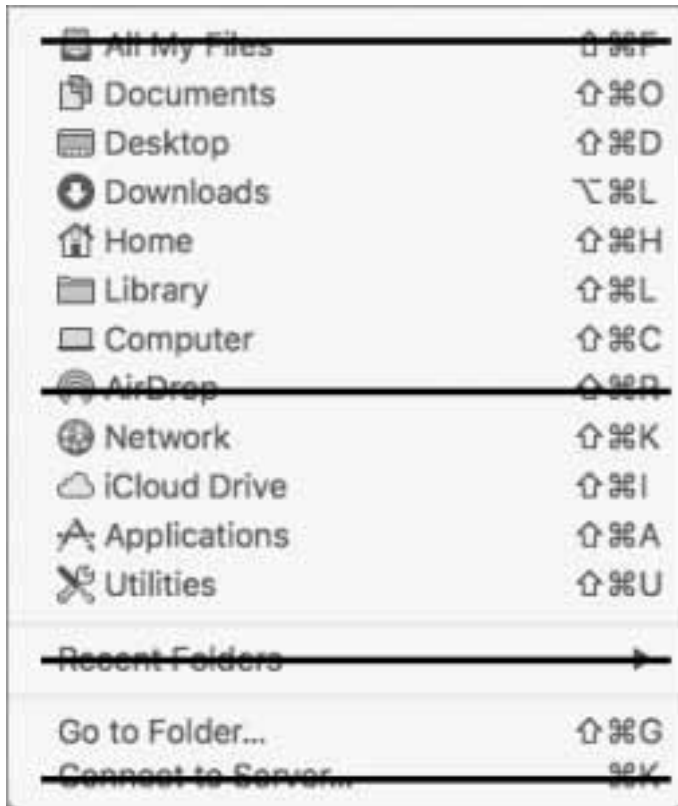 All My Files ⇧⌘F
Documents ⇧⌘O
Desktop ⇧⌘D
Downloads ⌥⌘L
Home ⇧⌘H
Library ⇧⌘L
Computer ⇧⌘C
AirDrop ⇧⌘R
Network ⇧⌘K
iCloud Drive ⇧⌘I
Applications ⇧⌘A
Utilities ⇧⌘U
Recent Folders ▶
Go to Folder... ⇧⌘G
Connect to Server... ⌘K